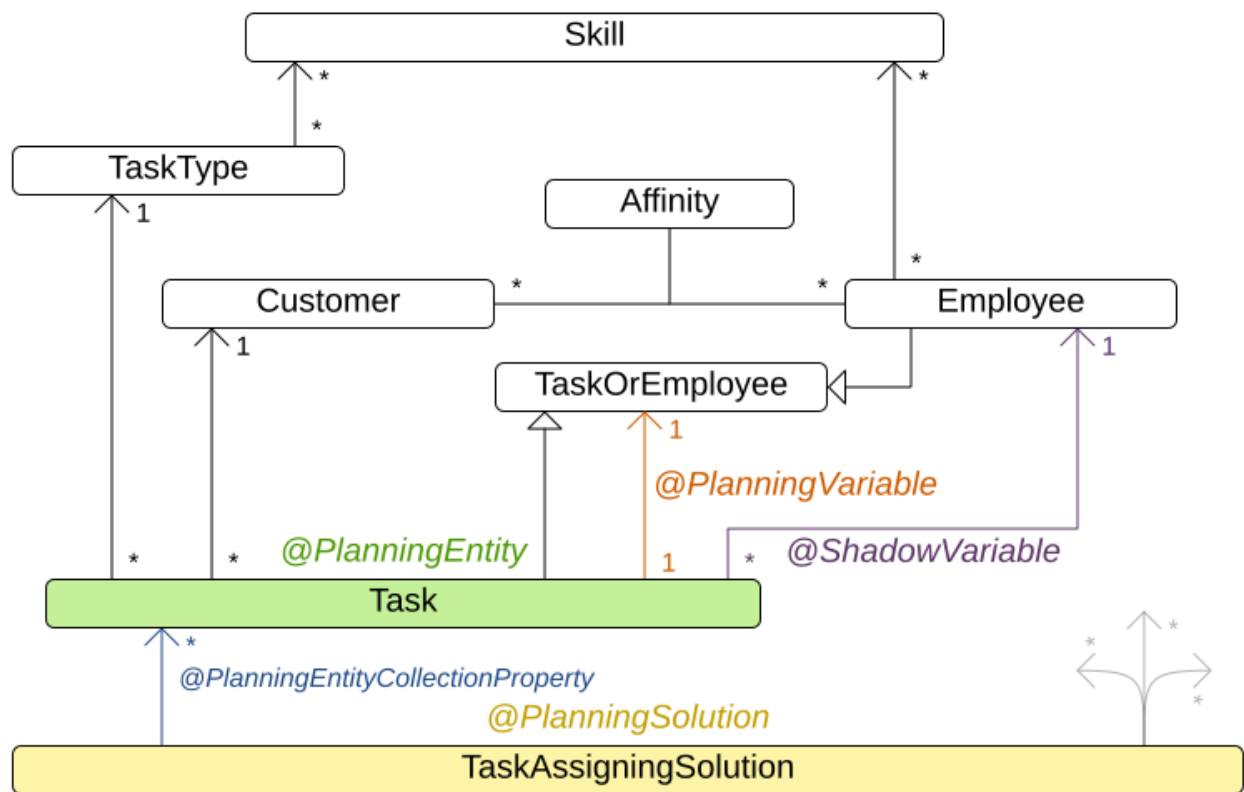 Skill
*
*
*
TaskType
1
Affinity
*
Customer
*
*
Employee
1
1
TaskOrEmployee
1
@PlanningVariable
@PlanningEntity
@ShadowVariable
*
*
1
*
Task
*
*
*
@PlanningEntityCollectionProperty
*
@PlanningSolution
TaskAssigningSolution